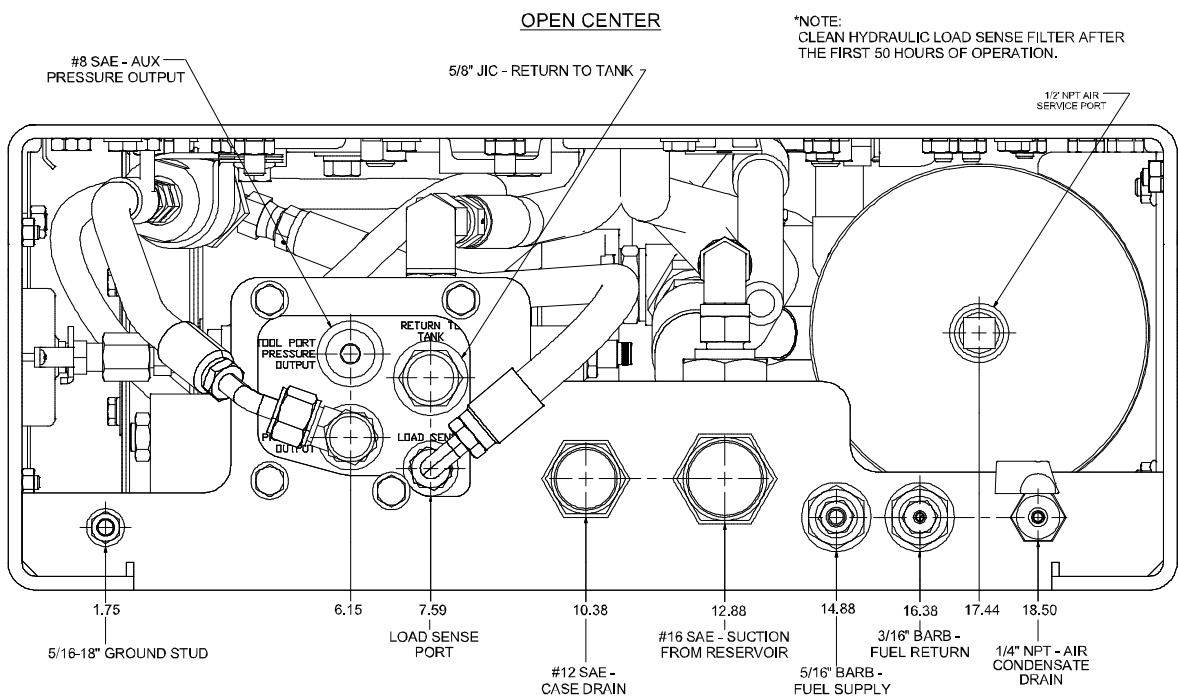 OPEN CENTER
*NOTE:
CLEAN HYDRAULIC LOAD SENSE FILTER AFTER
THE FIRST 50 HOURS OF OPERATION.
#8 SAE - AUX
PRESSURE OUTPUT
5/8" JIC - RETURN TO TANK
1/2' NPT AIR
SERVICE PORT
RETURN TO
TANK
TOOL PORT
PRESSURE
OUTPUT
OUTPUT
LOAD SENS
1.75
6.15
7.59
10.38
12.88
14.88
16.38
17.44
18.50
5/16-18" GROUND STUD
LOAD SENSE
PORT
#12 SAE -
CASE DRAIN
#16 SAE - SUCTION
FROM RESERVOIR
5/16" BARB -
FUEL SUPPLY
3/16" BARB -
FUEL RETURN
1/4" NPT - AIR
CONDENSATE
DRAIN